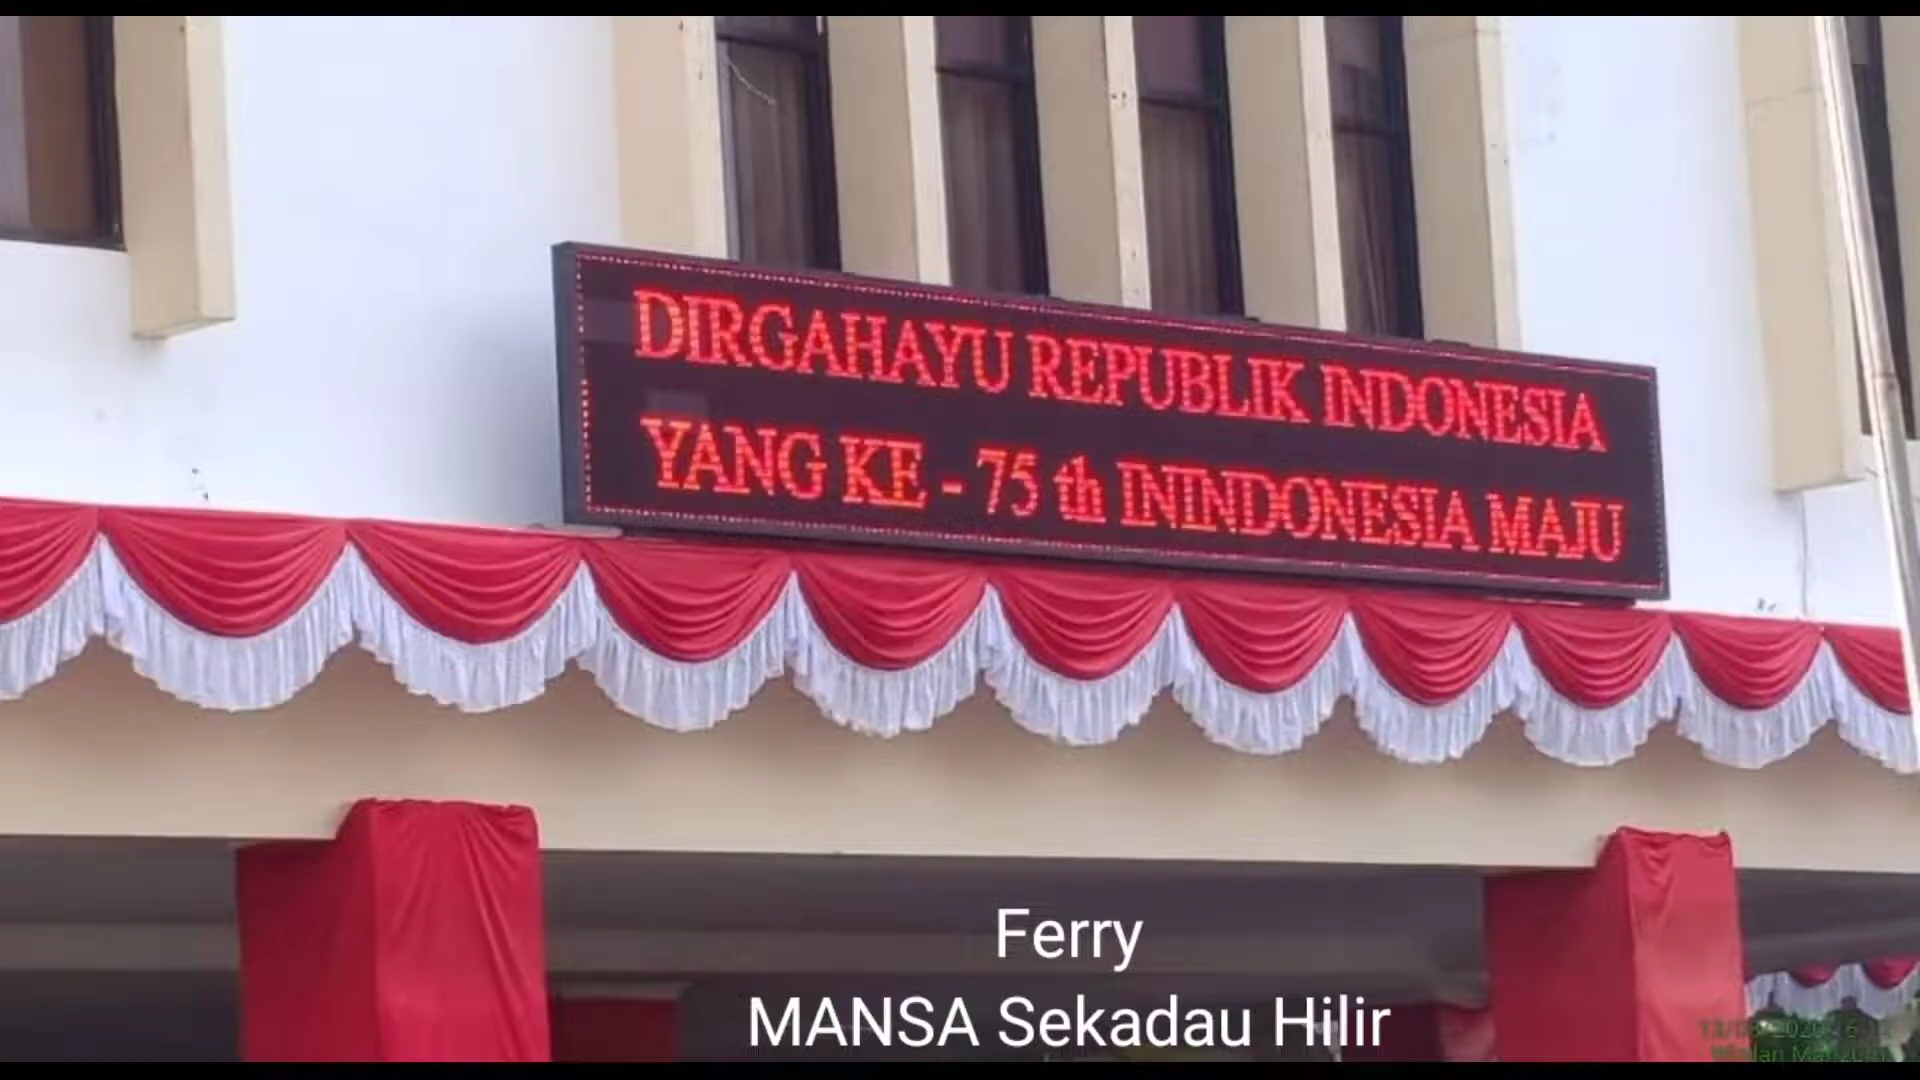 DIRGAHAYU REPUBLIK INDONESIA
YANG KE - 75 th ININDONESIA MAJU
Ferry
MANSA Sekadau Hilir